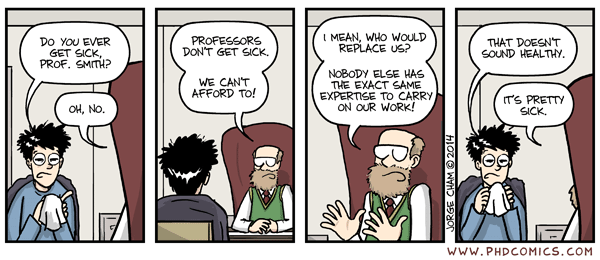 DO YOU EVER
GET SICK,
PROF. SMITH?
OH, NO.
PROFESSORS
DON'T GET SICK.
WE CAN'T
AFFORD TO!
I MEAN, WHO WOULD
REPLACE US?
NOBODY ELSE HAS
THE EXACT SAME
EXPERTISE TO CARRY
ON OUR WORK!
THAT DOESN'T
SOUND HEALTHY.
IT'S PRETTY
SICK.
JORGE CHAM © 2014
WWW.PHDCOMICS.COM